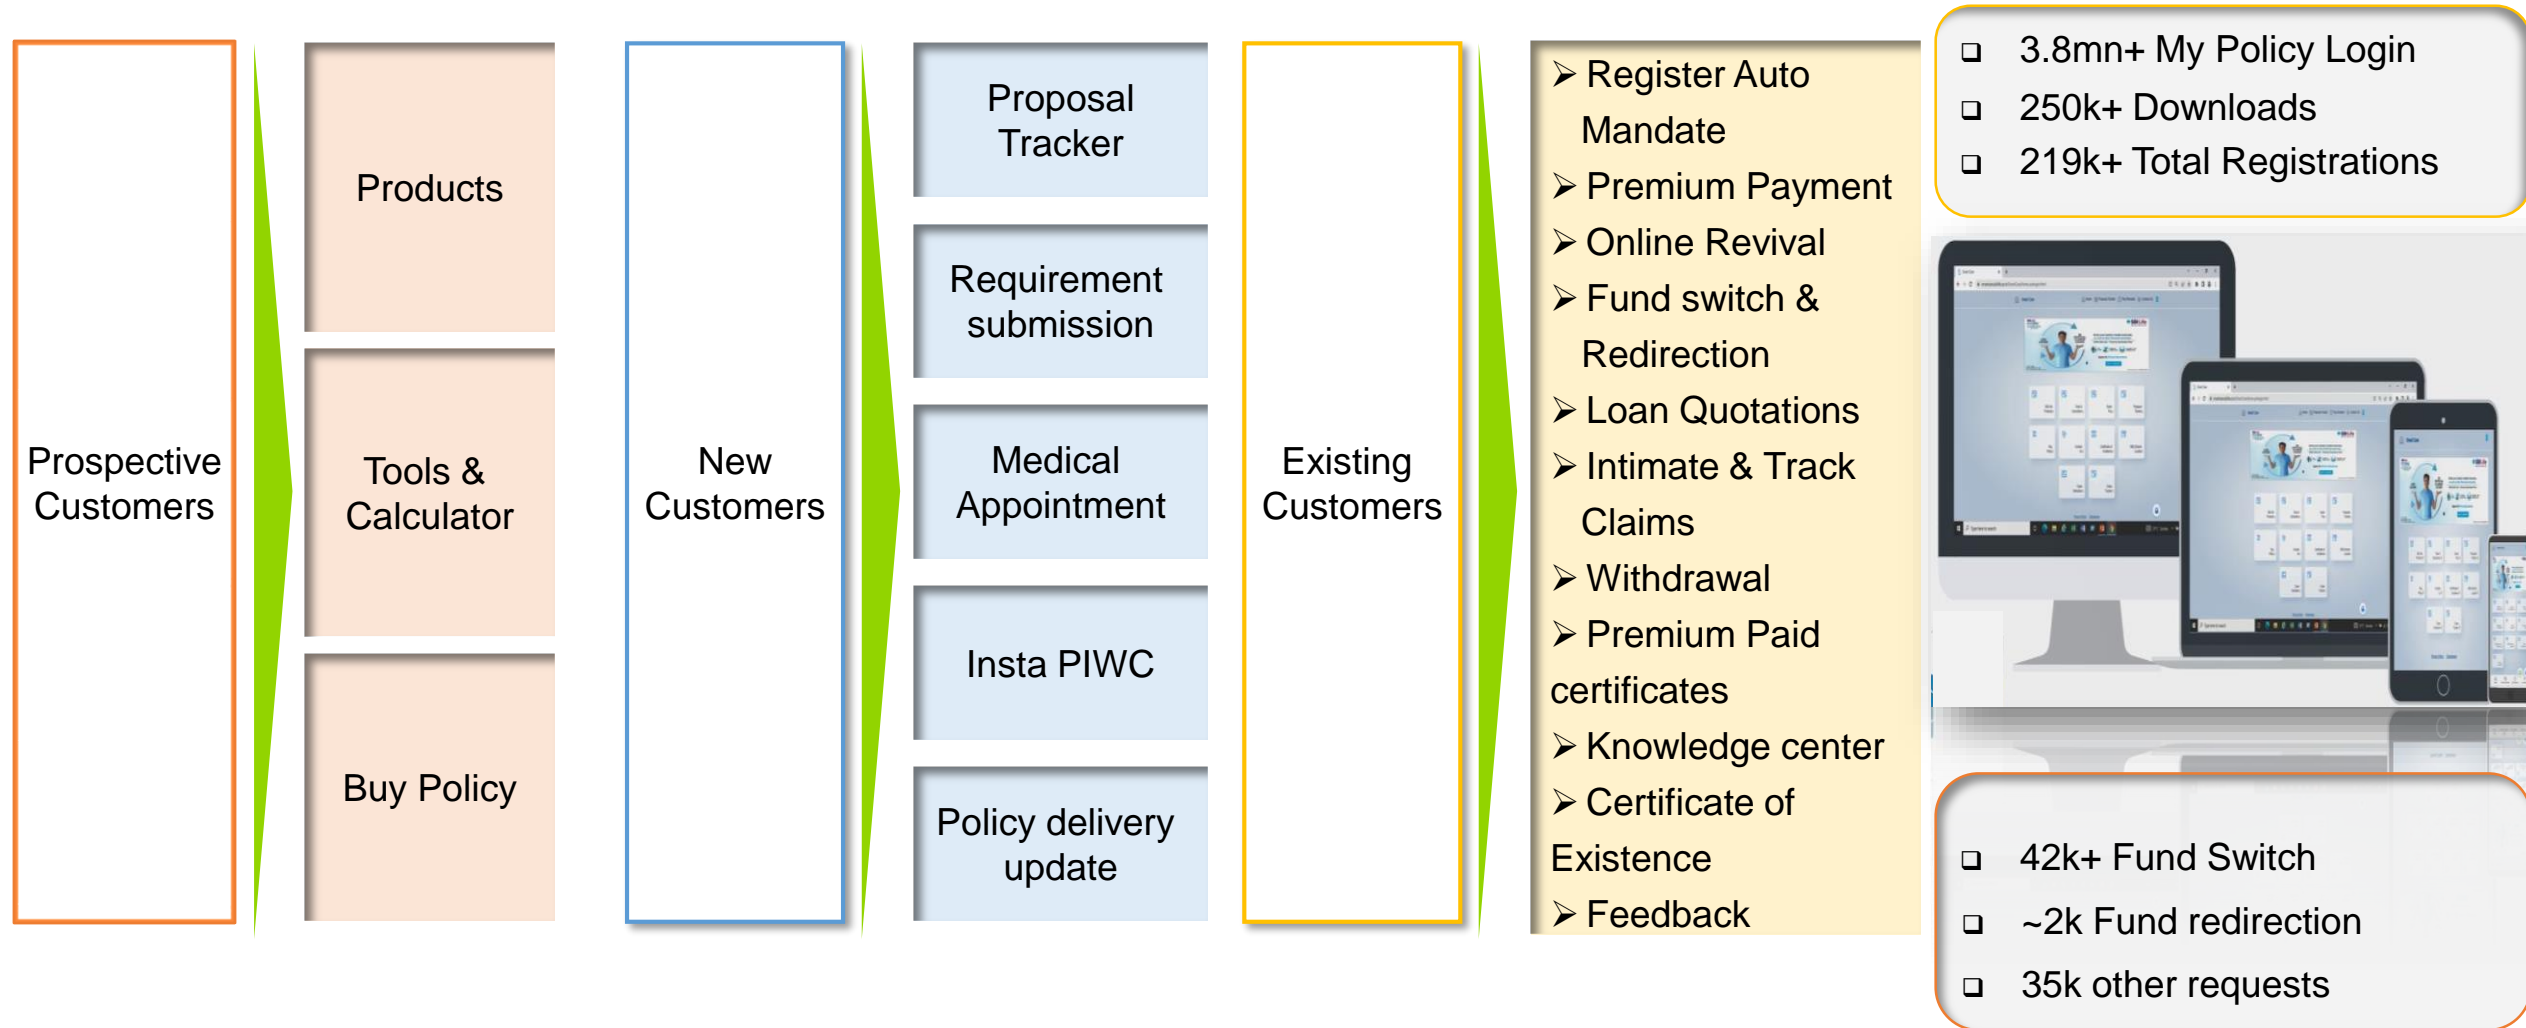 Prospective
Customers
Products
Tools &
Calculator
Buy Policy
New
Customers
Proposal
Tracker
Requirement
submission
Medical
Appointment
Insta PIWC
Policy delivery
update
Existing
Customers
➢ Register Auto
Mandate
➢ Premium Payment
➢ Online Revival
➢ Fund switch &
Redirection
➢ Loan Quotations
➢ Intimate & Track
Claims
➢ Withdrawal
➢ Premium Paid
certificates
➢ Knowledge center
➢ Certificate of
Existence
➢ Feedback
❑ 3.8mn+ My Policy Login
❑ 250k+ Downloads
❑ 219k+ Total Registrations
❑ 42k+ Fund Switch
❑ ~2k Fund redirection
❑ 35k other requests